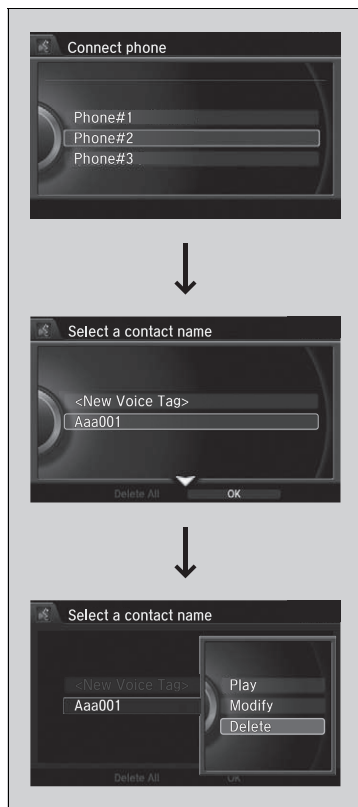 Connect phone
Phone#1
Phone#2
Phone#3
Select a contact name
<New Voice Tag>
Aaa001
Delete All OK
Select a contact name
<New Voice Tag>
Aaa001
Play
Modify
Delete
Delete All OK